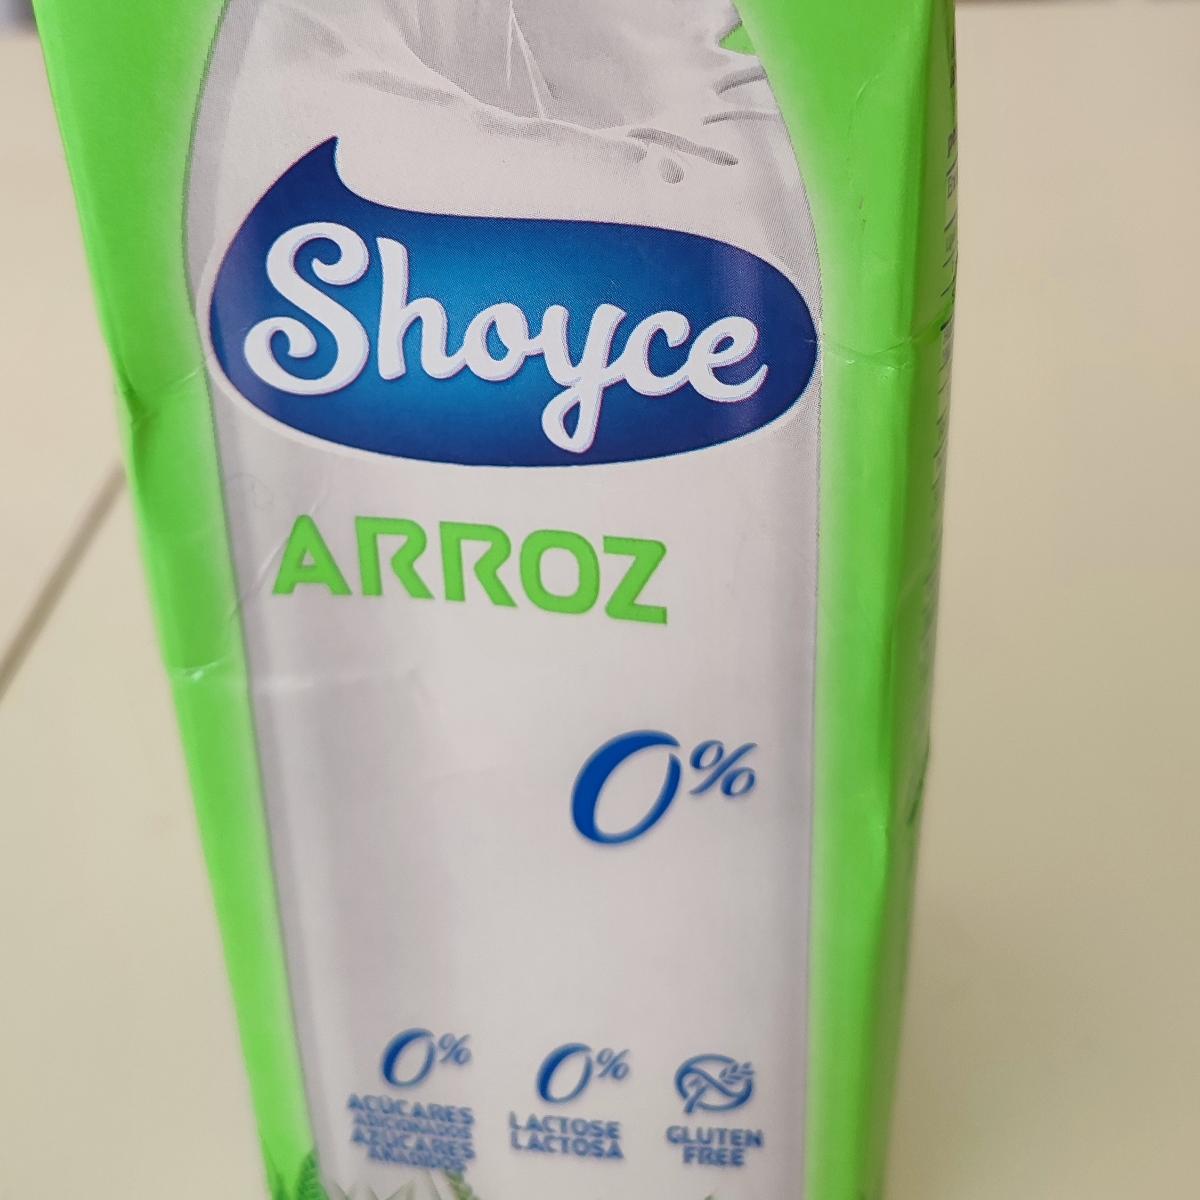 Shoyce
ARROZ
0%
0%
AÇÚCARES
ADICIONADOS
AZÚCARES
AÑADIDOS
0%
LACTOSE
LACTOSA
GLUTEN
FREE